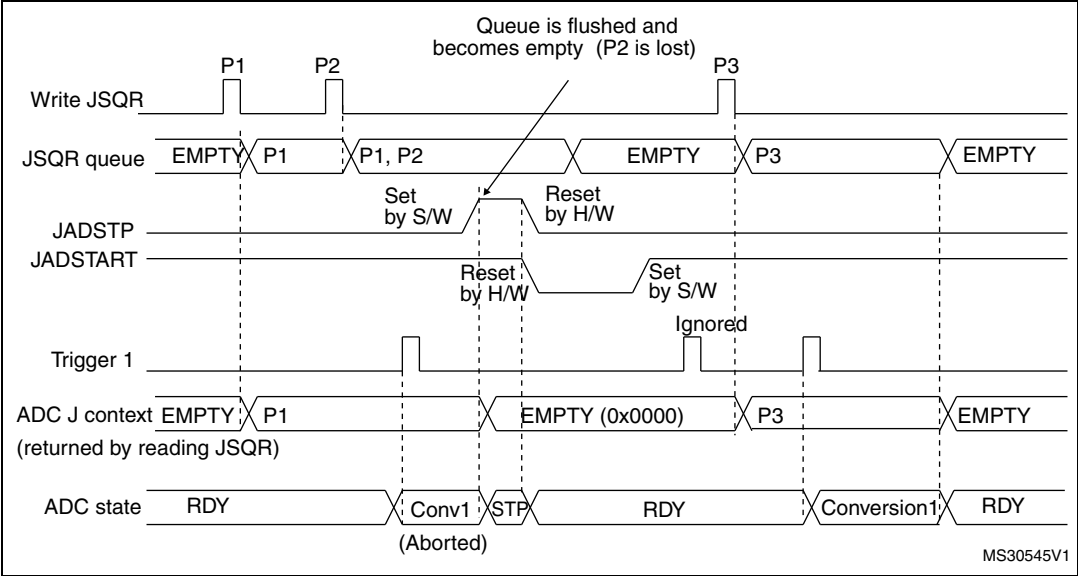 Queue is flushed and
becomes empty (P2 is lost)
P1 P2 P3
Write JSQR
JSQR queue EMPTY P1 P1, P2 EMPTY P3 EMPTY
Set
by S/W
Reset
by H/W
JADSTP
JADSTART
Reset
by H/W
Set
by S/W
Ignored
Trigger 1
ADC J context EMPTY P1 EMPTY (0x0000) P3 EMPTY
(returned by reading JSQR)
ADC state RDY Conv1 STP RDY Conversion1 RDY
(Aborted)
MS30545V1